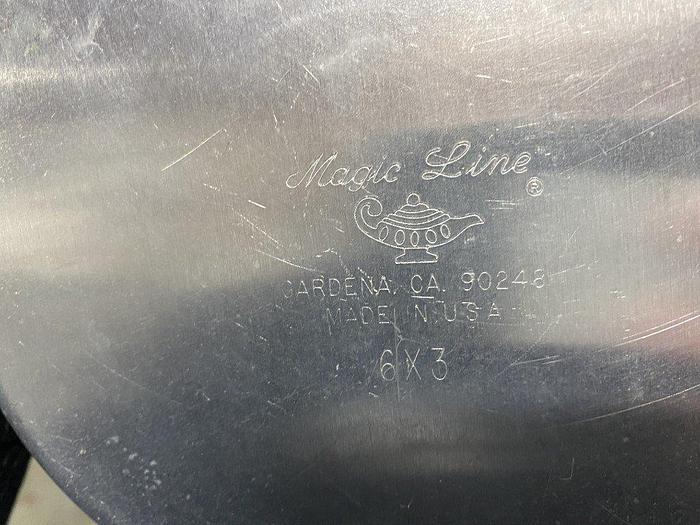 Magic Line ®
GARDENA, CA. 90248
MADE IN U.S.A.
6X3